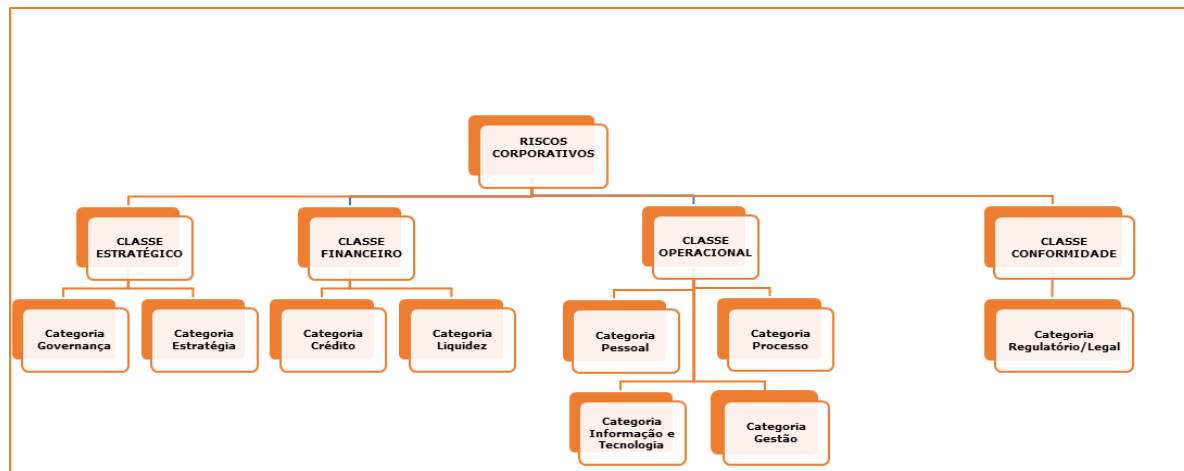 RISCOS
CORPORATIVOS
CLASSE
ESTRATÉGICO
CLASSE
FINANCEIRO
CLASSE
OPERACIONAL
CLASSE
CONFORMIDADE
Categoria
Governança
Categoria
Estratégia
Categoria
Crédito
Categoria
Liquidez
Categoria
Pessoal
Categoria
Processo
Categoria
Regulatório/Legal
Categoria
Informação e
Tecnologia
Categoria
Gestão